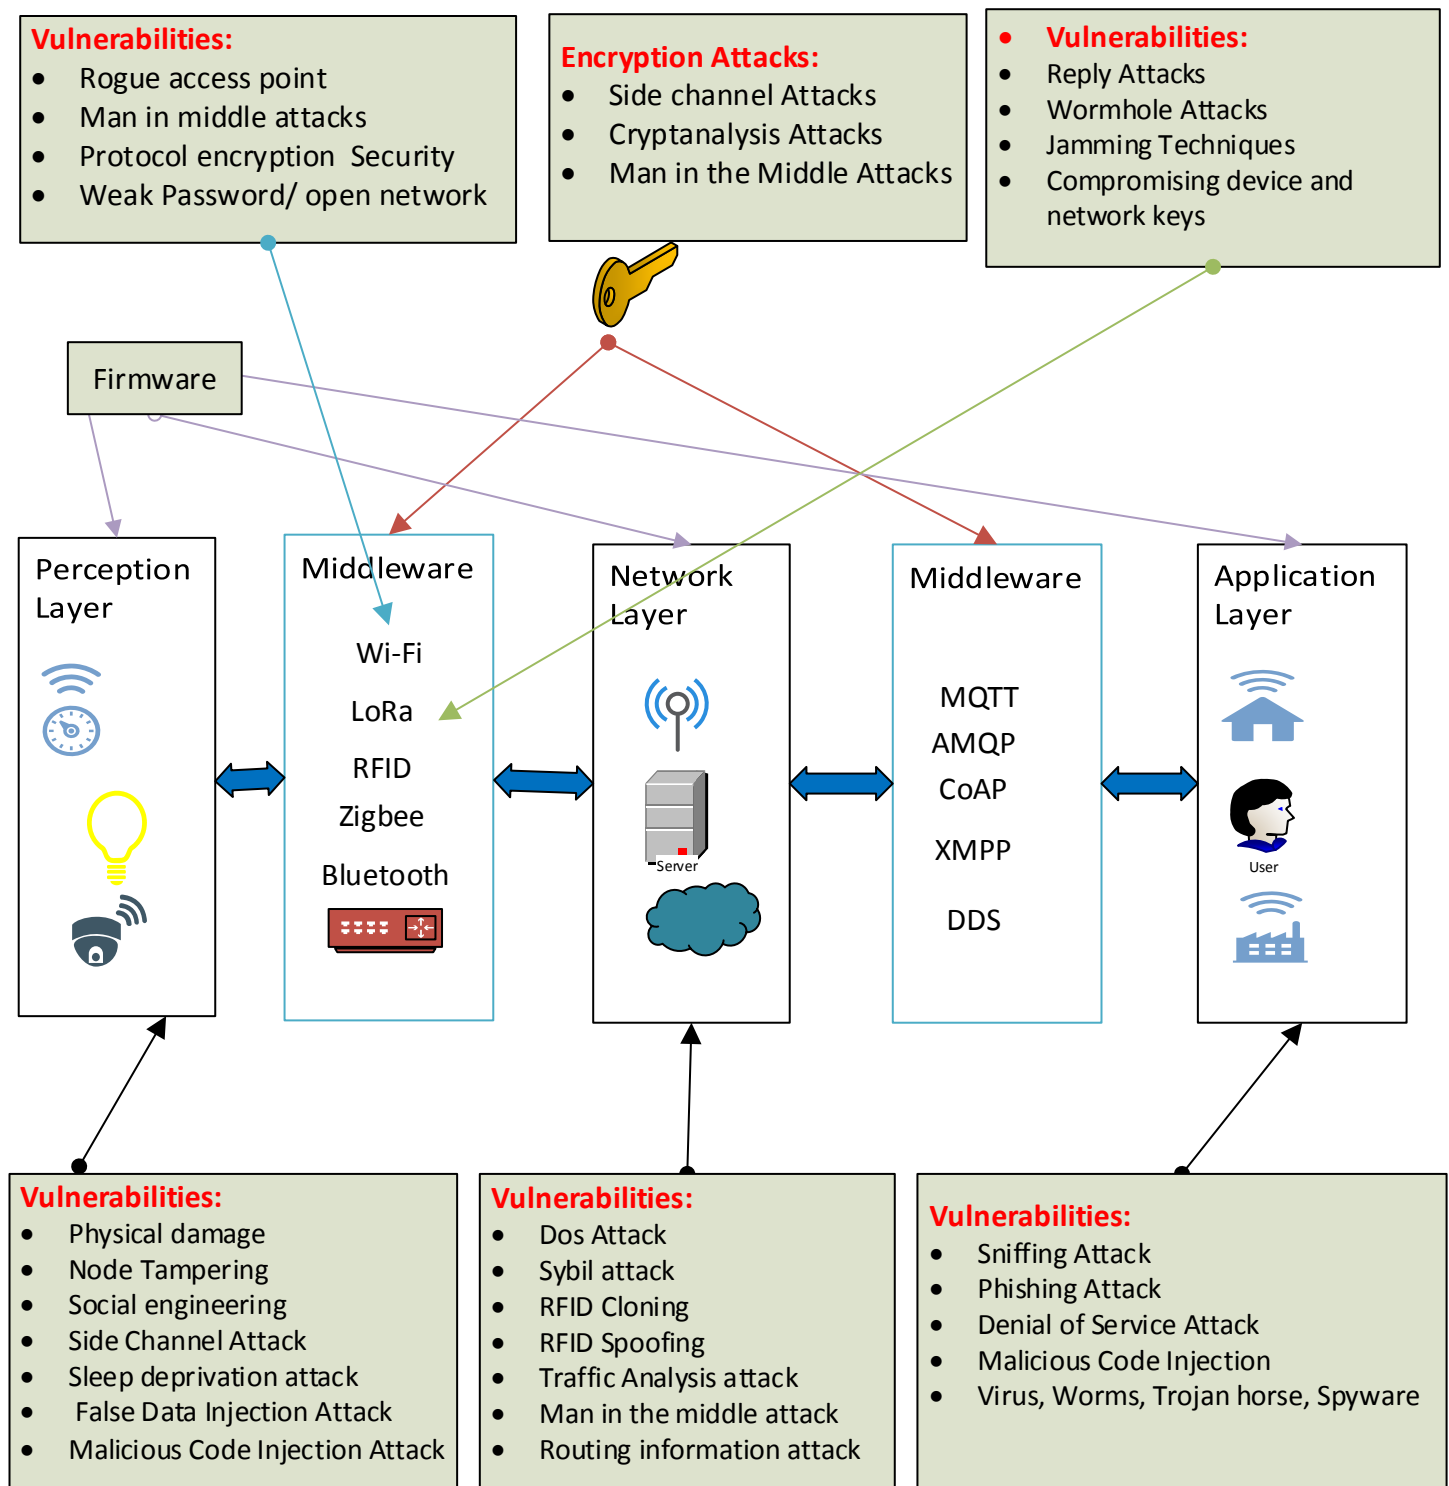 Vulnerabilities:
• Rogue access point
• Man in middle attacks
• Protocol encryption Security
• Weak Password/ open network
Encryption Attacks:
• Side channel Attacks
• Cryptanalysis Attacks
• Man in the Middle Attacks
• Vulnerabilities:
• Reply Attacks
• Wormhole Attacks
• Jamming Techniques
• Compromising device and
network keys
Firmware
Perception
Layer
Middleware
Wi-Fi
LoRa
RFID
Zigbee
Bluetooth
Network
Layer
Server
Middleware
MQTT
AMQP
CoAP
XMPP
DDS
Application
Layer
User
Vulnerabilities:
• Physical damage
• Node Tampering
• Social engineering
• Side Channel Attack
• Sleep deprivation attack
• False Data Injection Attack
• Malicious Code Injection Attack
Vulnerabilities:
• Dos Attack
• Sybil attack
• RFID Cloning
• RFID Spoofing
• Traffic Analysis attack
• Man in the middle attack
• Routing information attack
Vulnerabilities:
• Sniffing Attack
• Phishing Attack
• Denial of Service Attack
• Malicious Code Injection
• Virus, Worms, Trojan horse, Spyware